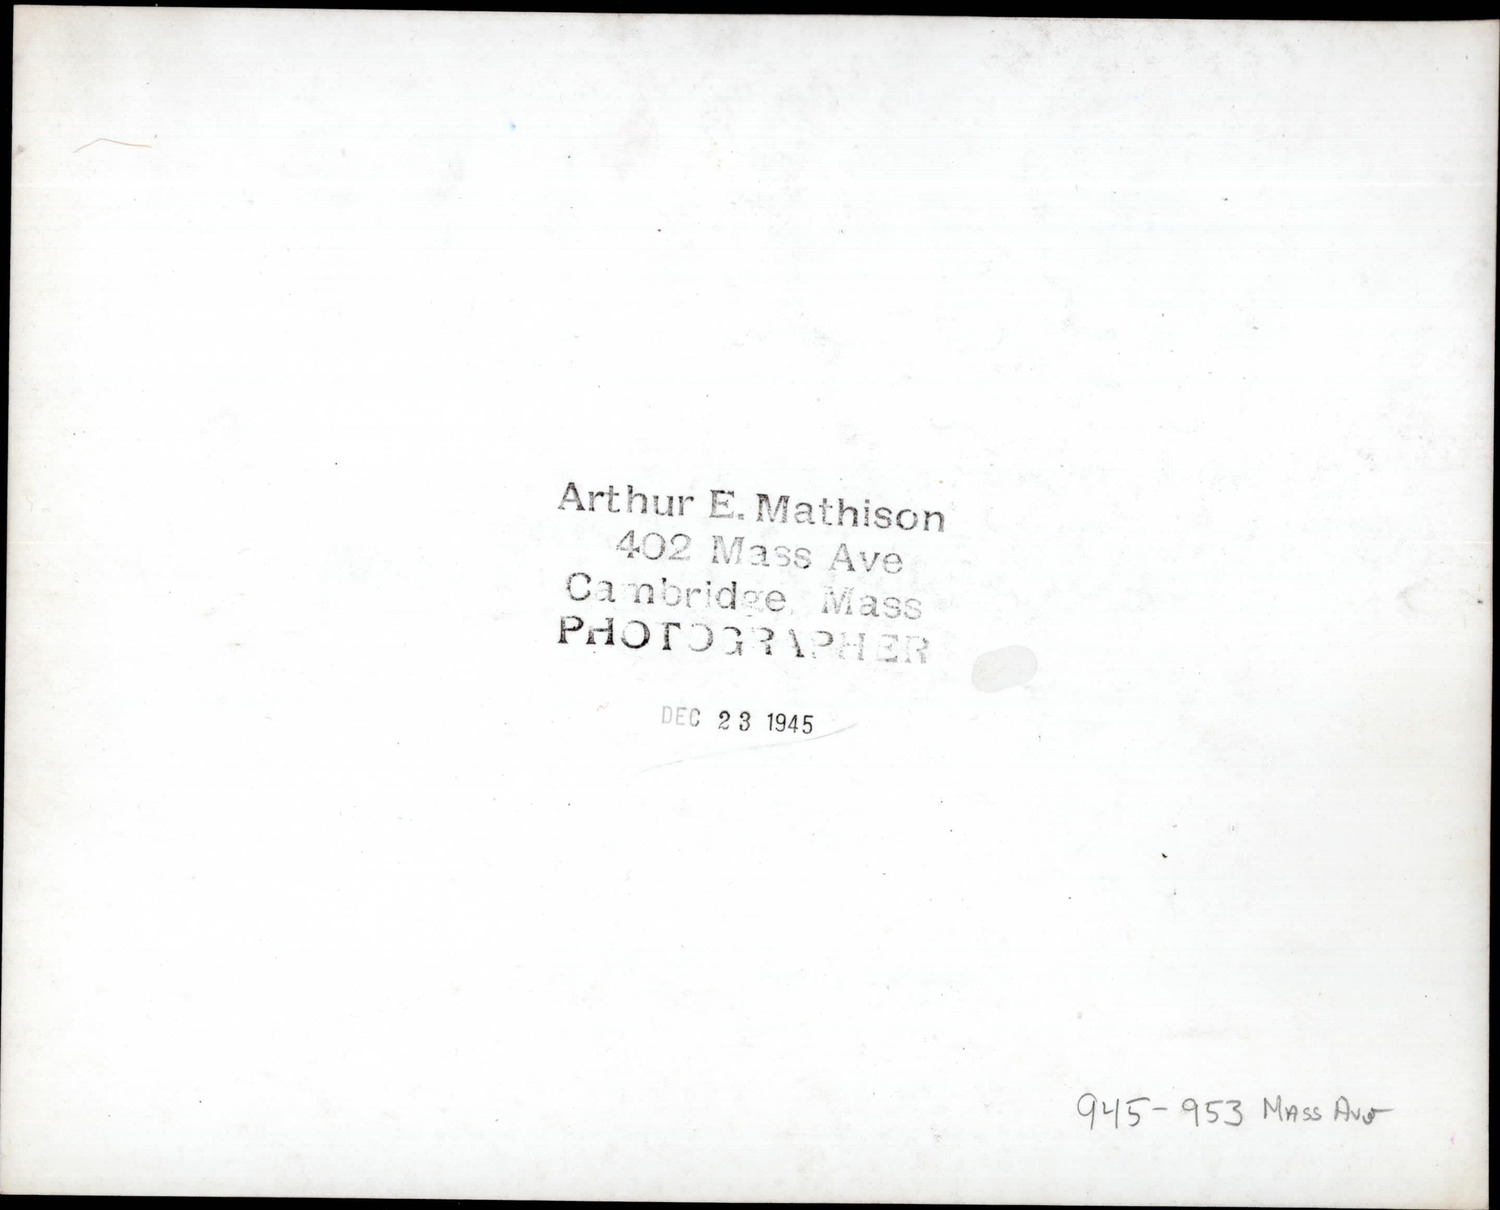 Arthur E. Mathison
402 Mass Ave
Cambridge, Mass
PHOTOGRAPHER
DEC 23 1945
945-953 Mass Ave